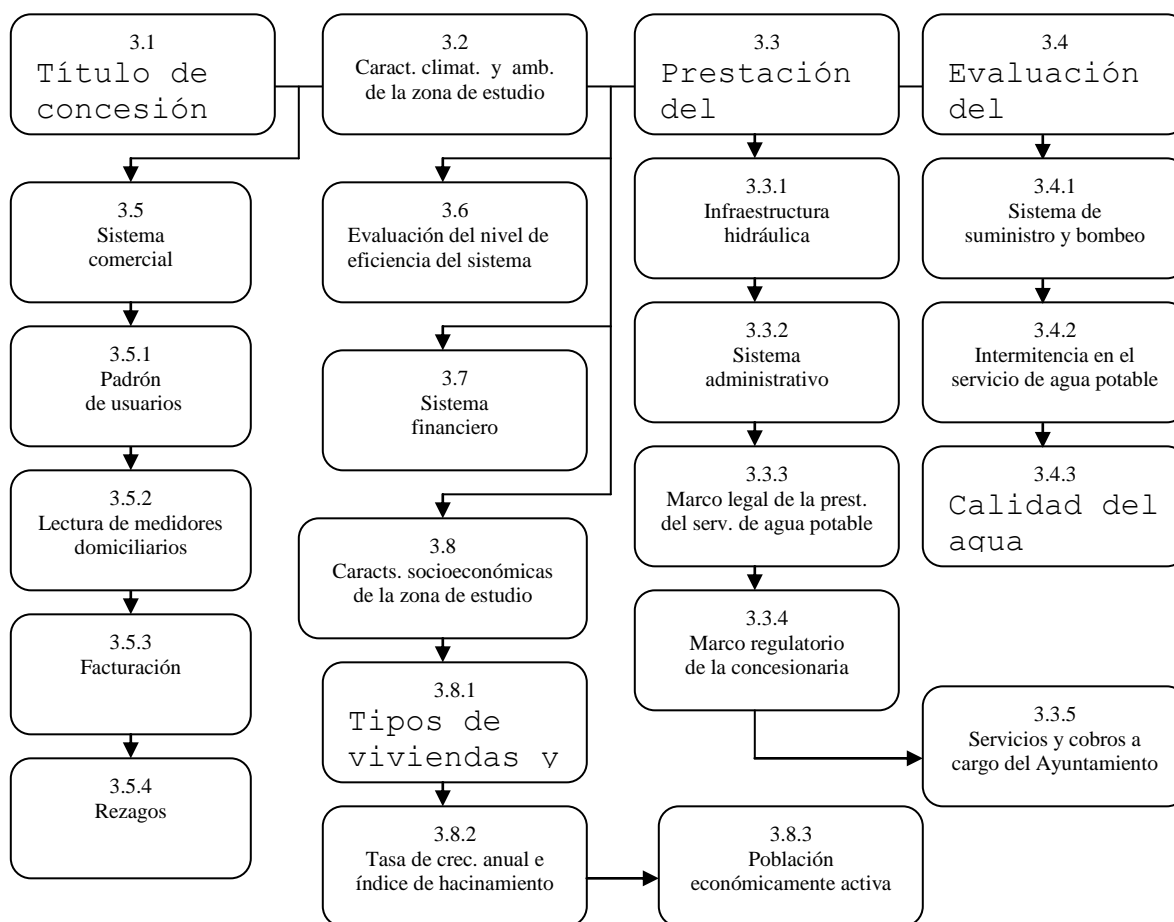 3.1
Título de
concesión
3.2
Caract. climat. y amb.
de la zona de estudio
3.3
Prestación
del
3.4
Evaluación
del
3.5
Sistema
comercial
3.6
Evaluación del nivel de
eficiencia del sistema
3.3.1
Infraestructura
hidráulica
3.4.1
Sistema de
suministro y bombeo
3.5.1
Padrón
de usuarios
3.7
Sistema
financiero
3.3.2
Sistema
administrativo
3.4.2
Intermitencia en el
servicio de agua potable
3.5.2
Lectura de medidores
domiciliarios
3.8
Caracts. socioeconómicas
de la zona de estudio
3.3.3
Marco legal de la prest.
del serv. de agua potable
3.4.3
Calidad del
agua
3.5.3
Facturación
3.8.1
Tipos de
viviendas y
3.3.4
Marco regulatorio
de la concesionaria
3.3.5
Servicios y cobros a
cargo del Ayuntamiento
3.5.4
Rezagos
3.8.2
Tasa de crec. anual e
índice de hacinamiento
3.8.3
Población
económicamente activa